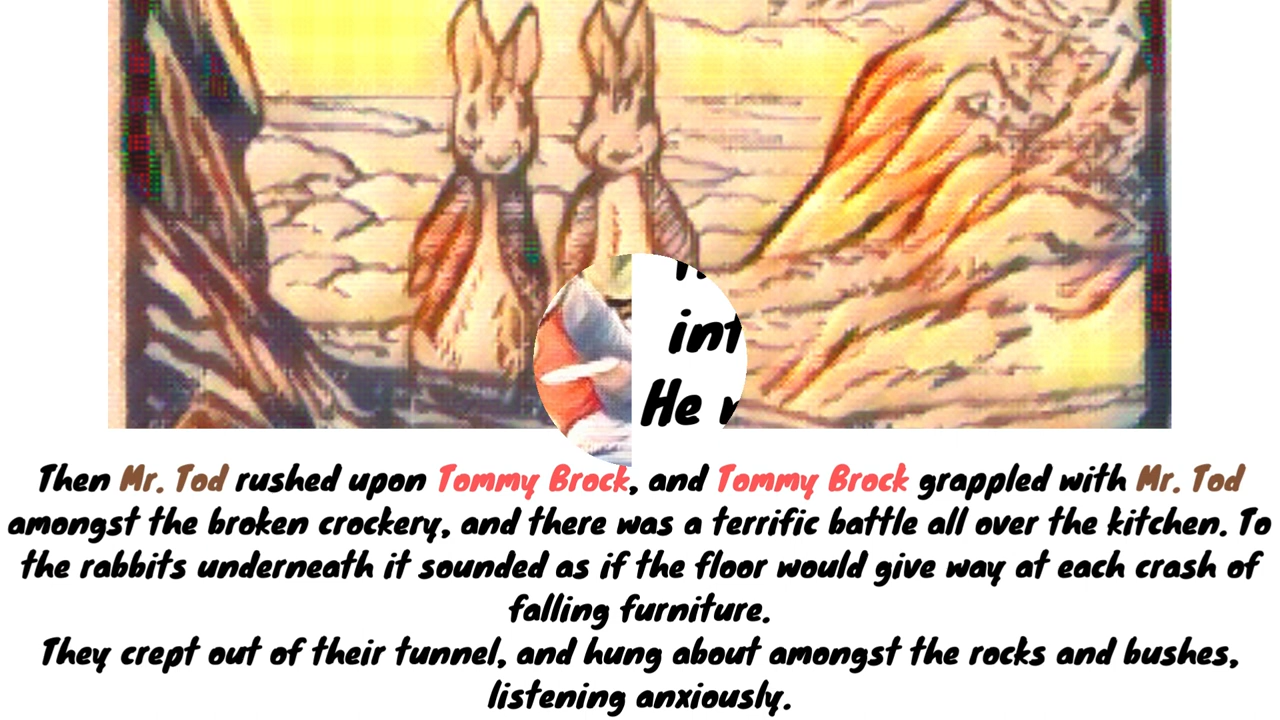 int
He
Then Mr. Tod rushed upon Tommy Brock, and Tommy Brock grappled with Mr. Tod
amongst the broken crockery, and there was a terrific battle all over the kitchen. To
the rabbits underneath it sounded as if the floor would give way at each crash of
falling furniture.
They crept out of their tunnel, and hung about amongst the rocks and bushes,
listening anxiously.